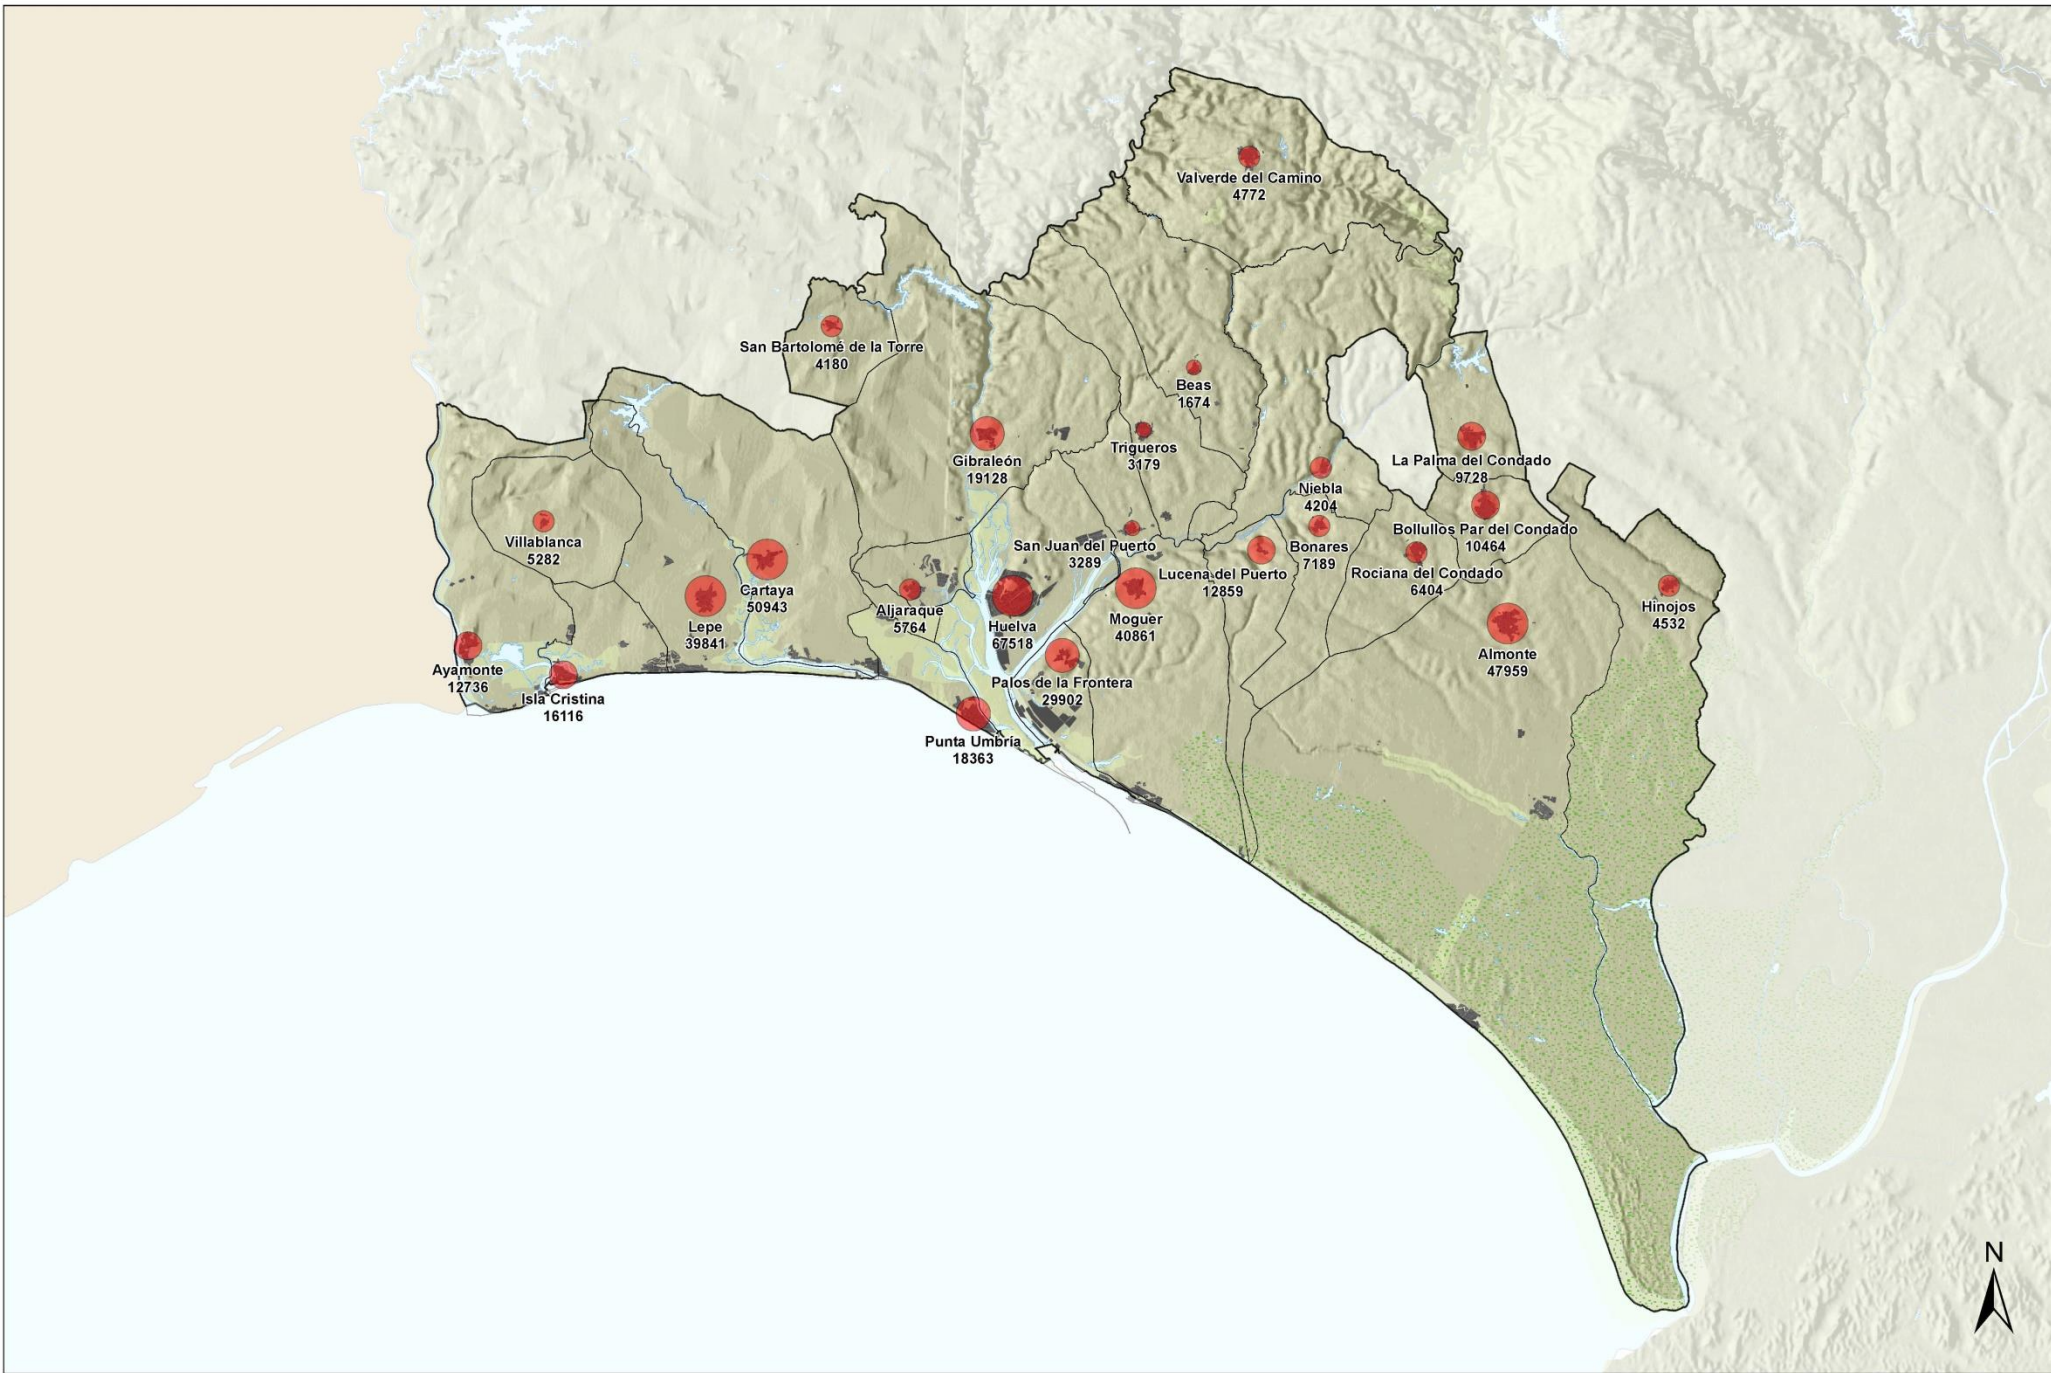 Valverde del Camino
4772
San Bartolomé de la Torre
4180
Beas
1674
Trigueros
3179
Gibraleón
19128
La Palma del Condado
9728
Niebla
4204
Bollullos Par del Condado
10464
Villablanca
5282
San Juan del Puerto
3289
Bonares
7189
Lucena del Puerto
12859
Rociana del Condado
6404
Cartaya
50943
Aljaraque
5764
Lepe
39841
Huelva
67518
Moguer
40861
Hinojos
4532
Almonte
47959
Ayamonte
12736
Isla Cristina
16116
Palos de la Frontera
29902
Punta Umbría
18363
N